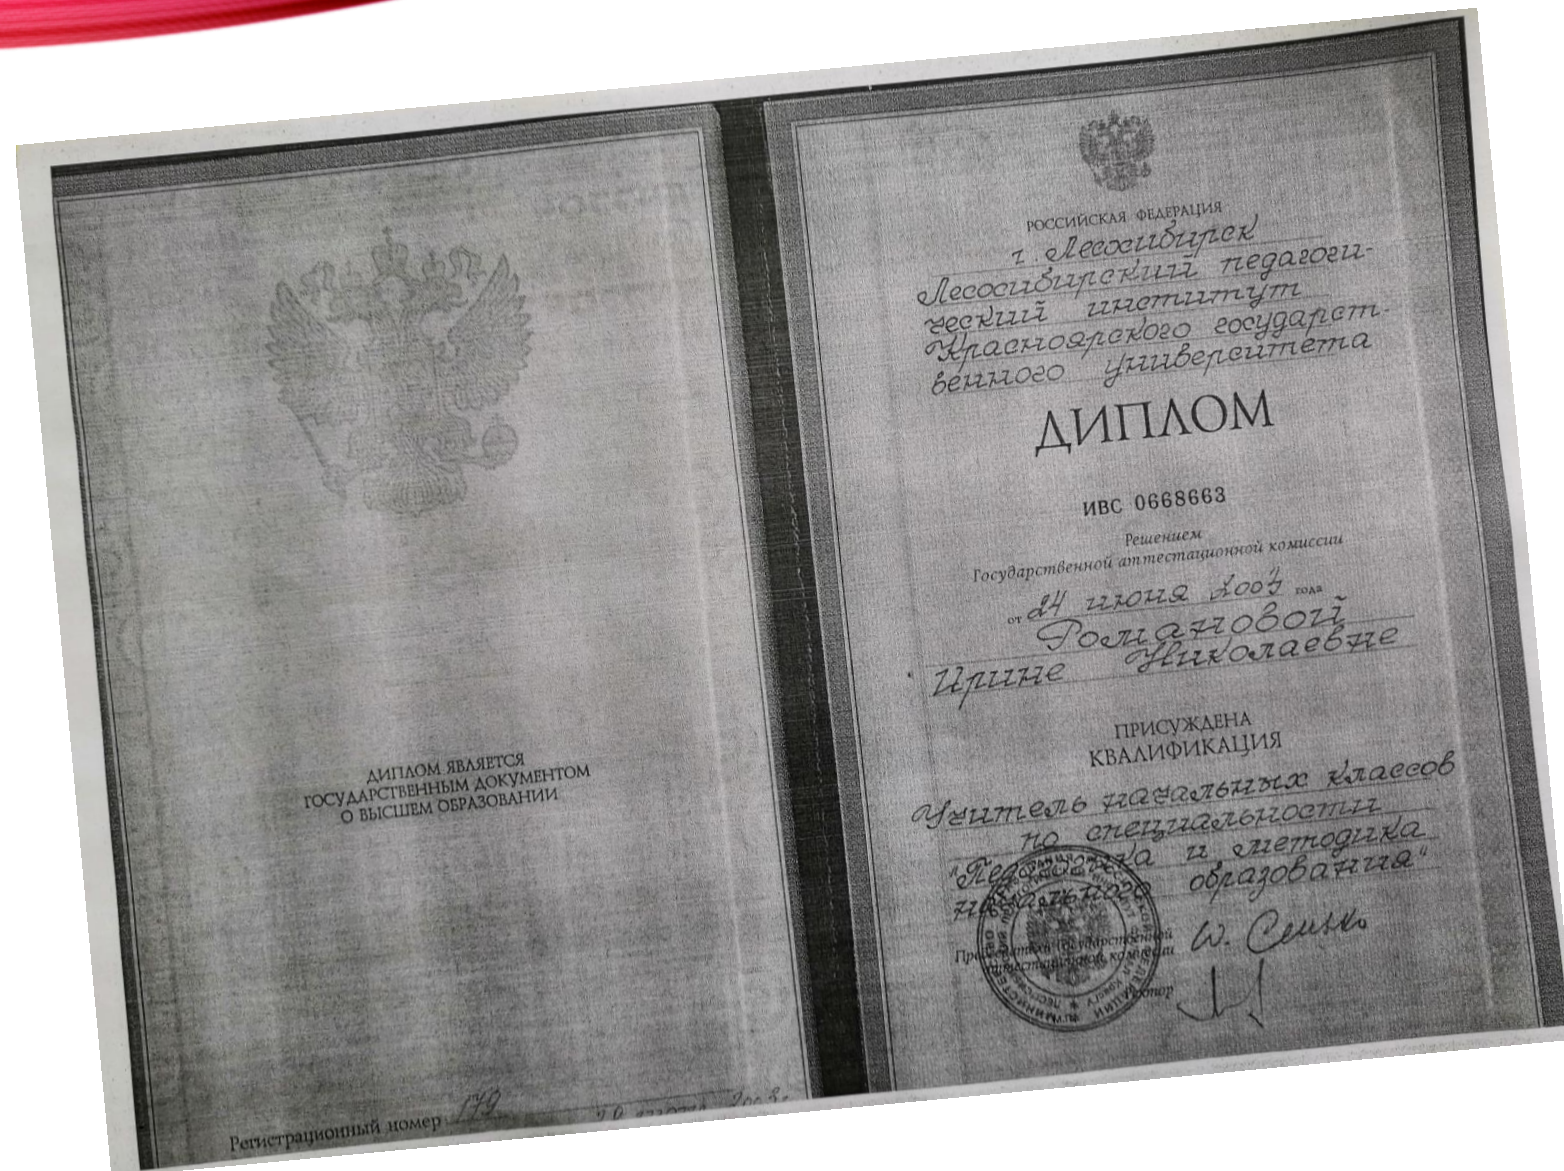 ДИПЛОМ ЯВЛЯЕТСЯ
ГОСУДАРСТВЕННЫМ ДОКУМЕНТОМ
О ВЫСШЕМ ОБРАЗОВАНИИ
Регистрационный номер 179
РОССИЙСКАЯ ФЕДЕРАЦИЯ
г Лесосибирск
Лесосибирский педагоги-
ческий институт
Красноярского государст-
венного университета
ДИПЛОМ
ИВС 0668663
Решением
Государственной аттестационной комиссии
от 24 июня 2003 года
Романовой
Ирине Николаевне
ПРИСУЖДЕНА
КВАЛИФИКАЦИЯ
Учитель начальных классов
по специальности
"Педагогика и методика
начального образования"